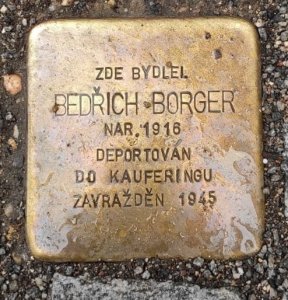 ZDE BYDLEL
BEDŘICH BORGER
NAR. 1916
DEPORTOVÁN
DO KAUFERINGU
ZAVRAŽDĚN 1945